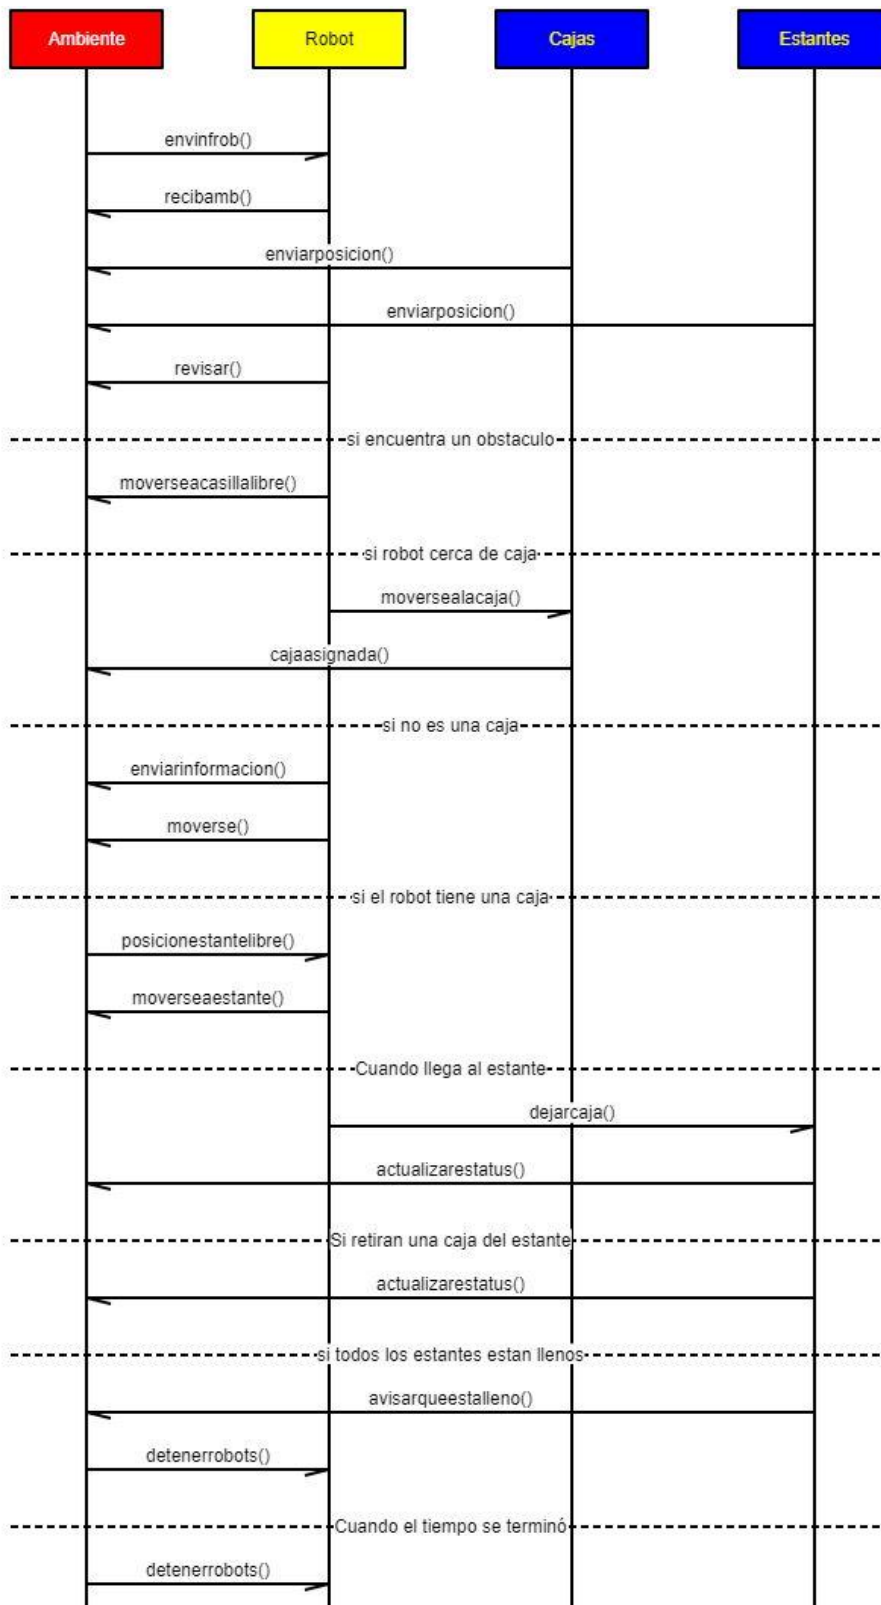 Ambiente
Robot
Cajas
Estantes
envinfrob()
recibamb()
enviarposicion()
enviarposicion()
revisar()
si encuentra un obstaculo
moverseacasillalibre()
si robot cerca de caja
moversealacaja()
cajaasignada()
si no es una caja
enviarinformacion()
moverse()
si el robot tiene una caja
posicionestantelibre()
moverseaestante()
Cuando llega al estante
dejarcaja()
actualizarestatus()
Si retiran una caja del estante
actualizarestatus()
si todos los estantes estan llenos
avisarqueestalleno()
detenerrobots()
Cuando el tiempo se terminó
detenerrobots()